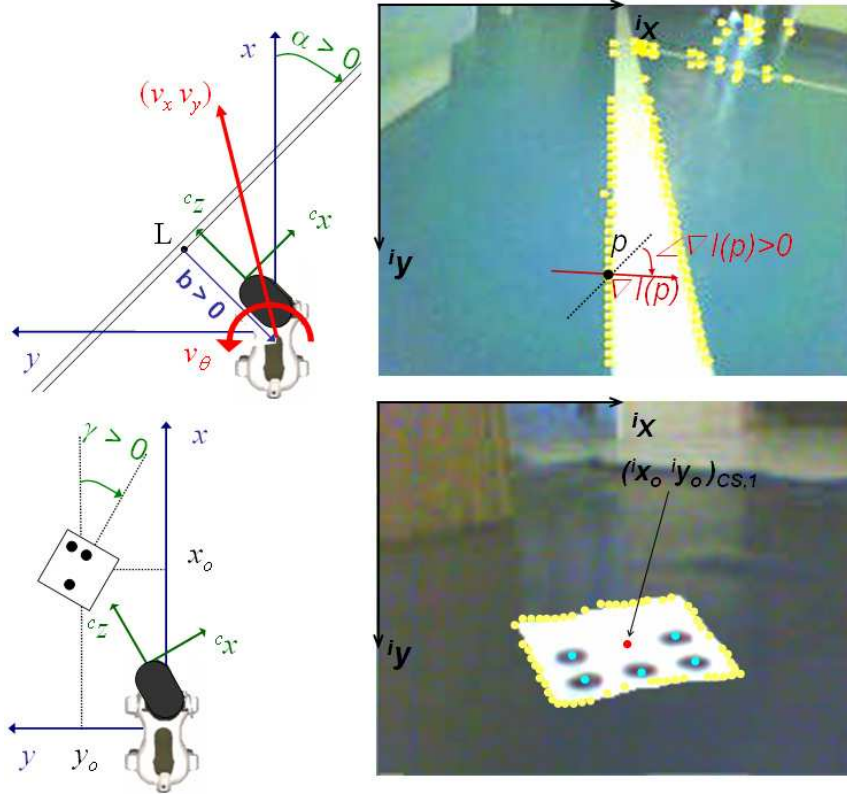 x
α > 0
(vx vy)
cz
cx
L
b > 0
y
vθ
ix
iy
p
∠∇I(p)>0
∇I(p)
γ > 0
x
xo
cz
cx
y
yo
ix
(ixo iyo)CS,1
iy